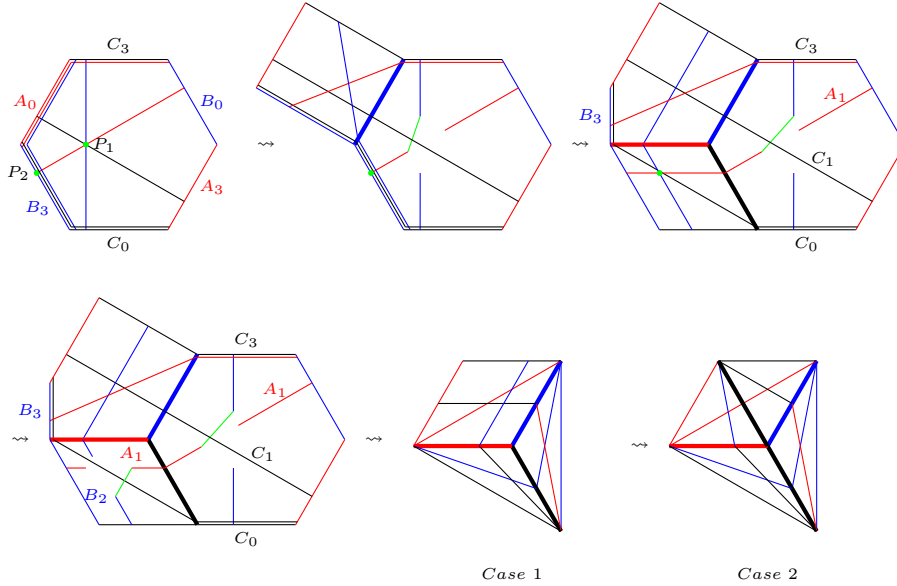 C₃
A₀
B₀
P₁
P₂
A₃
B₃
C₀
⇝
⇝
C₃
A₁
B₃
C₁
C₀
⇝
C₃
A₁
B₃
A₁
C₁
B₂
C₀
⇝
⇝
Case 1
Case 2